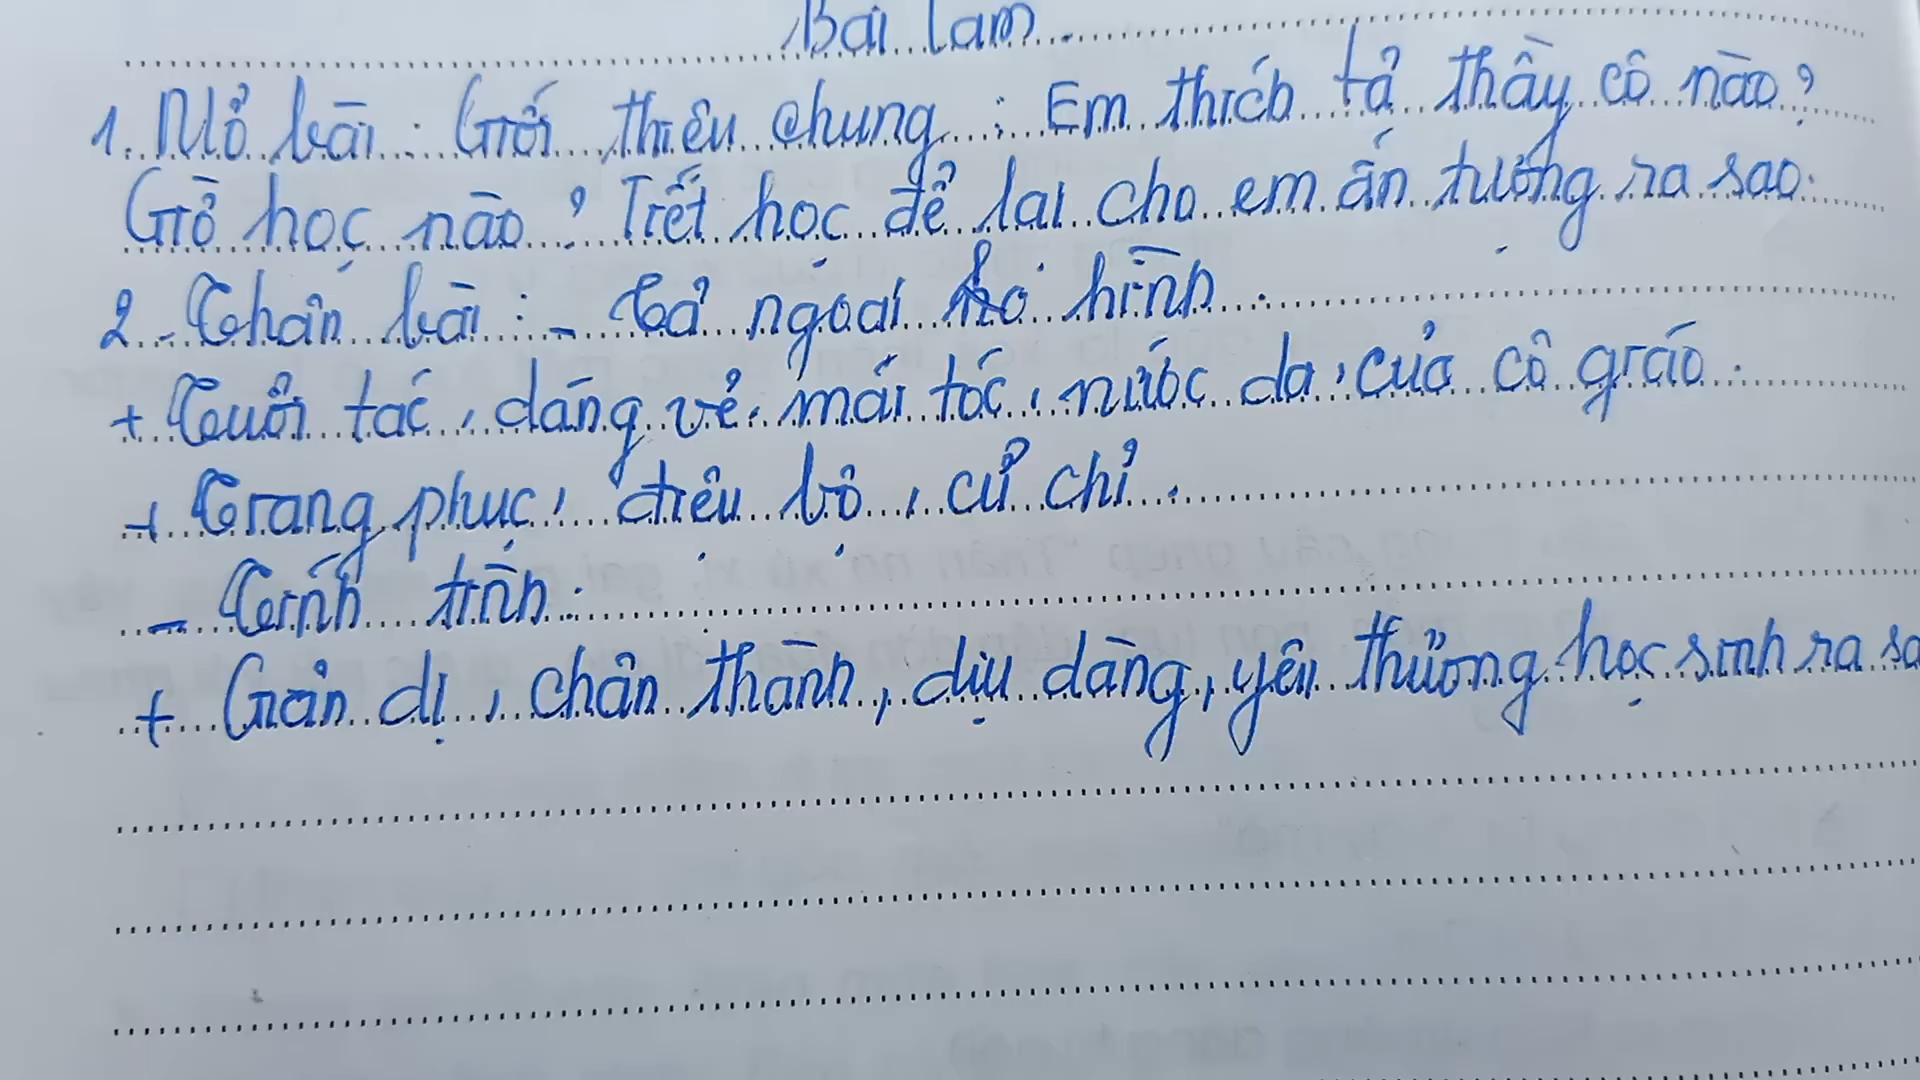 Bài làm
1. Mở bài: Giới thiệu chung: Em thích tả thầy cô nào?
Giờ học nào? Tiết học để lại cho em ấn tượng ra sao.
2. Thân bài: - Tả ngoại hình.
+ Tuổi tác, dáng vẻ, mái tóc, nước da, của cô giáo.
+ Trang phục, điệu bộ, cử chỉ.
- Tính tình:
+ Giản dị, chân thành, dịu dàng, yêu thương học sinh ra sa